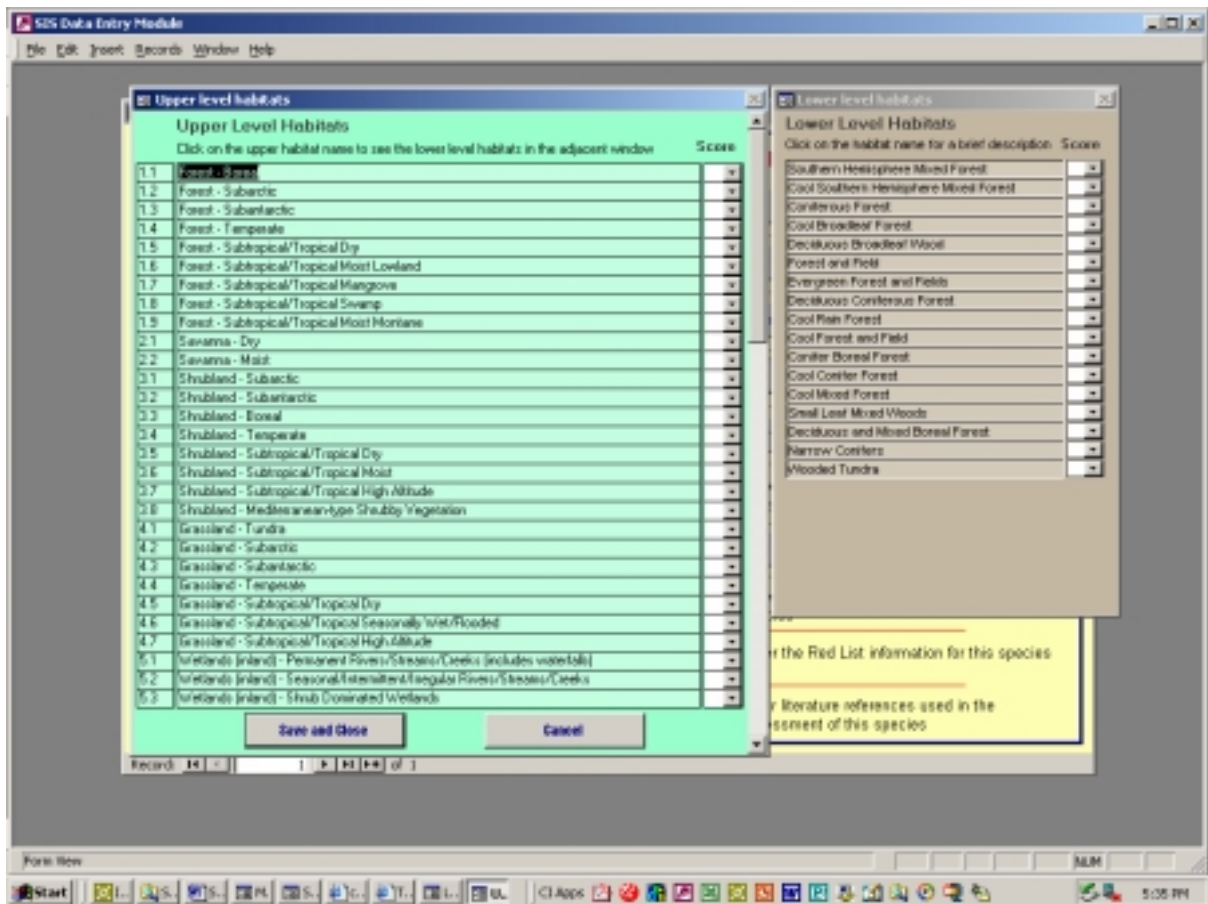 SIS Data Entry Module
File Edit Insert Records Window Help
Upper level habitats
Upper Level Habitats
Click on the upper habitat name to see the lower level habitats in the adjacent window Score
1.1 Forest - Boreal
1.2 Forest - Subarctic
1.3 Forest - Subantarctic
1.4 Forest - Temperate
1.5 Forest - Subtropical/Tropical Dry
1.6 Forest - Subtropical/Tropical Moist Lowland
1.7 Forest - Subtropical/Tropical Mangrove
1.8 Forest - Subtropical/Tropical Swamp
1.9 Forest - Subtropical/Tropical Moist Montane
2.1 Savanna - Dry
2.2 Savanna - Moist
3.1 Shrubland - Subarctic
3.2 Shrubland - Subantarctic
3.3 Shrubland - Boreal
3.4 Shrubland - Temperate
3.5 Shrubland - Subtropical/Tropical Dry
3.6 Shrubland - Subtropical/Tropical Moist
3.7 Shrubland - Subtropical/Tropical High Altitude
3.8 Shrubland - Mediterranean-type Shrubby Vegetation
4.1 Grassland - Tundra
4.2 Grassland - Subarctic
4.3 Grassland - Subantarctic
4.4 Grassland - Temperate
4.5 Grassland - Subtropical/Tropical Dry
4.6 Grassland - Subtropical/Tropical Seasonally Wet/Flooded
4.7 Grassland - Subtropical/Tropical High Altitude
5.1 Wetlands (inland) - Permanent Rivers/Streams/Creeks (includes waterfalls)
5.2 Wetlands (inland) - Seasonal/Intermittent/Irregular Rivers/Streams/Creeks
5.3 Wetlands (inland) - Shrub Dominated Wetlands
Save and Close Cancel
Record: 1 of 1
Lower level habitats
Lower Level Habitats
Click on the habitat name for a brief description Score
Southern Hemisphere Mixed Forest
Cool Southern Hemisphere Mixed Forest
Coniferous Forest
Cool Broadleaf Forest
Deciduous Broadleaf Wood
Forest and Field
Evergreen Forest and Fields
Deciduous Coniferous Forest
Cool Rain Forest
Cool Forest and Field
Conifer Boreal Forest
Cool Conifer Forest
Cool Mixed Forest
Small Leaf Mixed Woods
Deciduous and Mixed Boreal Forest
Narrow Conifers
Wooded Tundra
r the Red List information for this species
r literature references used in the
ssment of this species
Form View NUM
Start I... S... S... M... S... c... T... L... U... CI Apps 5:35 PM